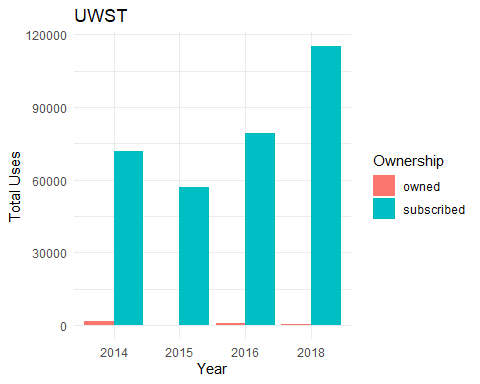 UWST
120000
90000
60000
30000
0
Total Uses
2014 2015 2016 2018
Year
Ownership
owned
subscribed